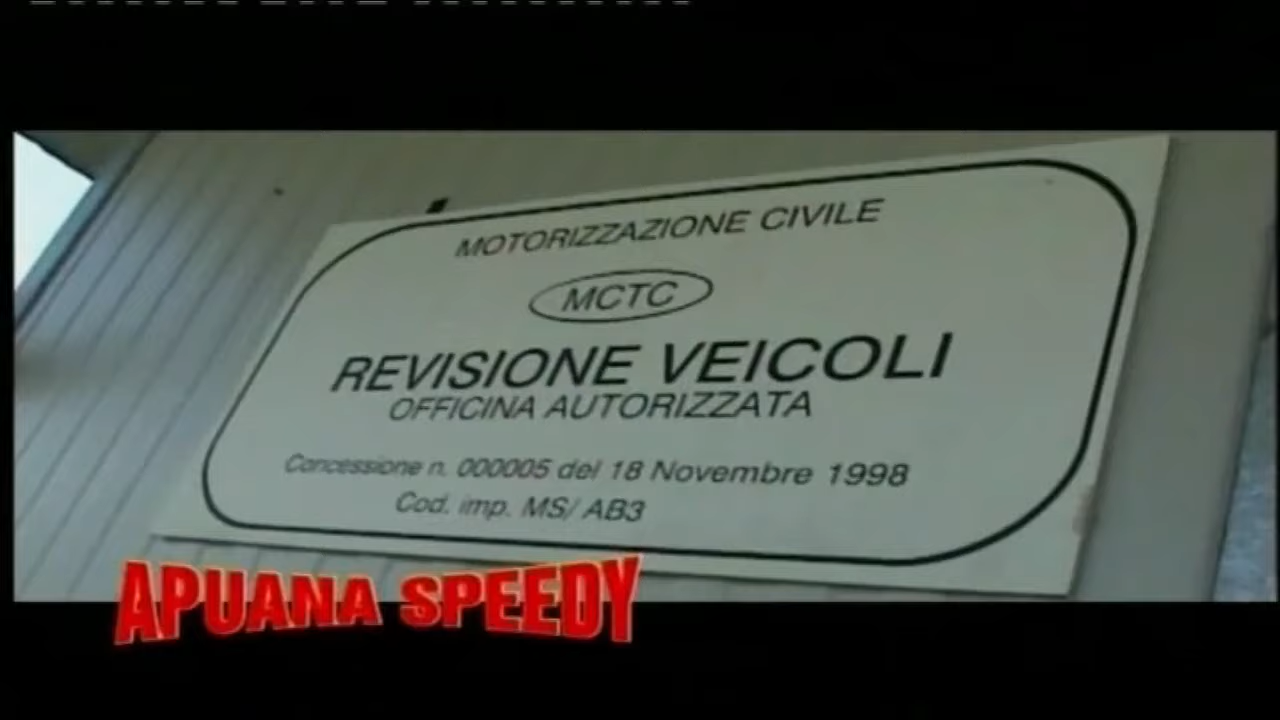 MOTORIZZAZIONE CIVILE
MCTC
REVISIONE VEICOLI
OFFICINA AUTORIZZATA
Concessione n. 000005 del 18 Novembre 1998
Cod. imp. MS/ AB3
APUANA SPEEDY